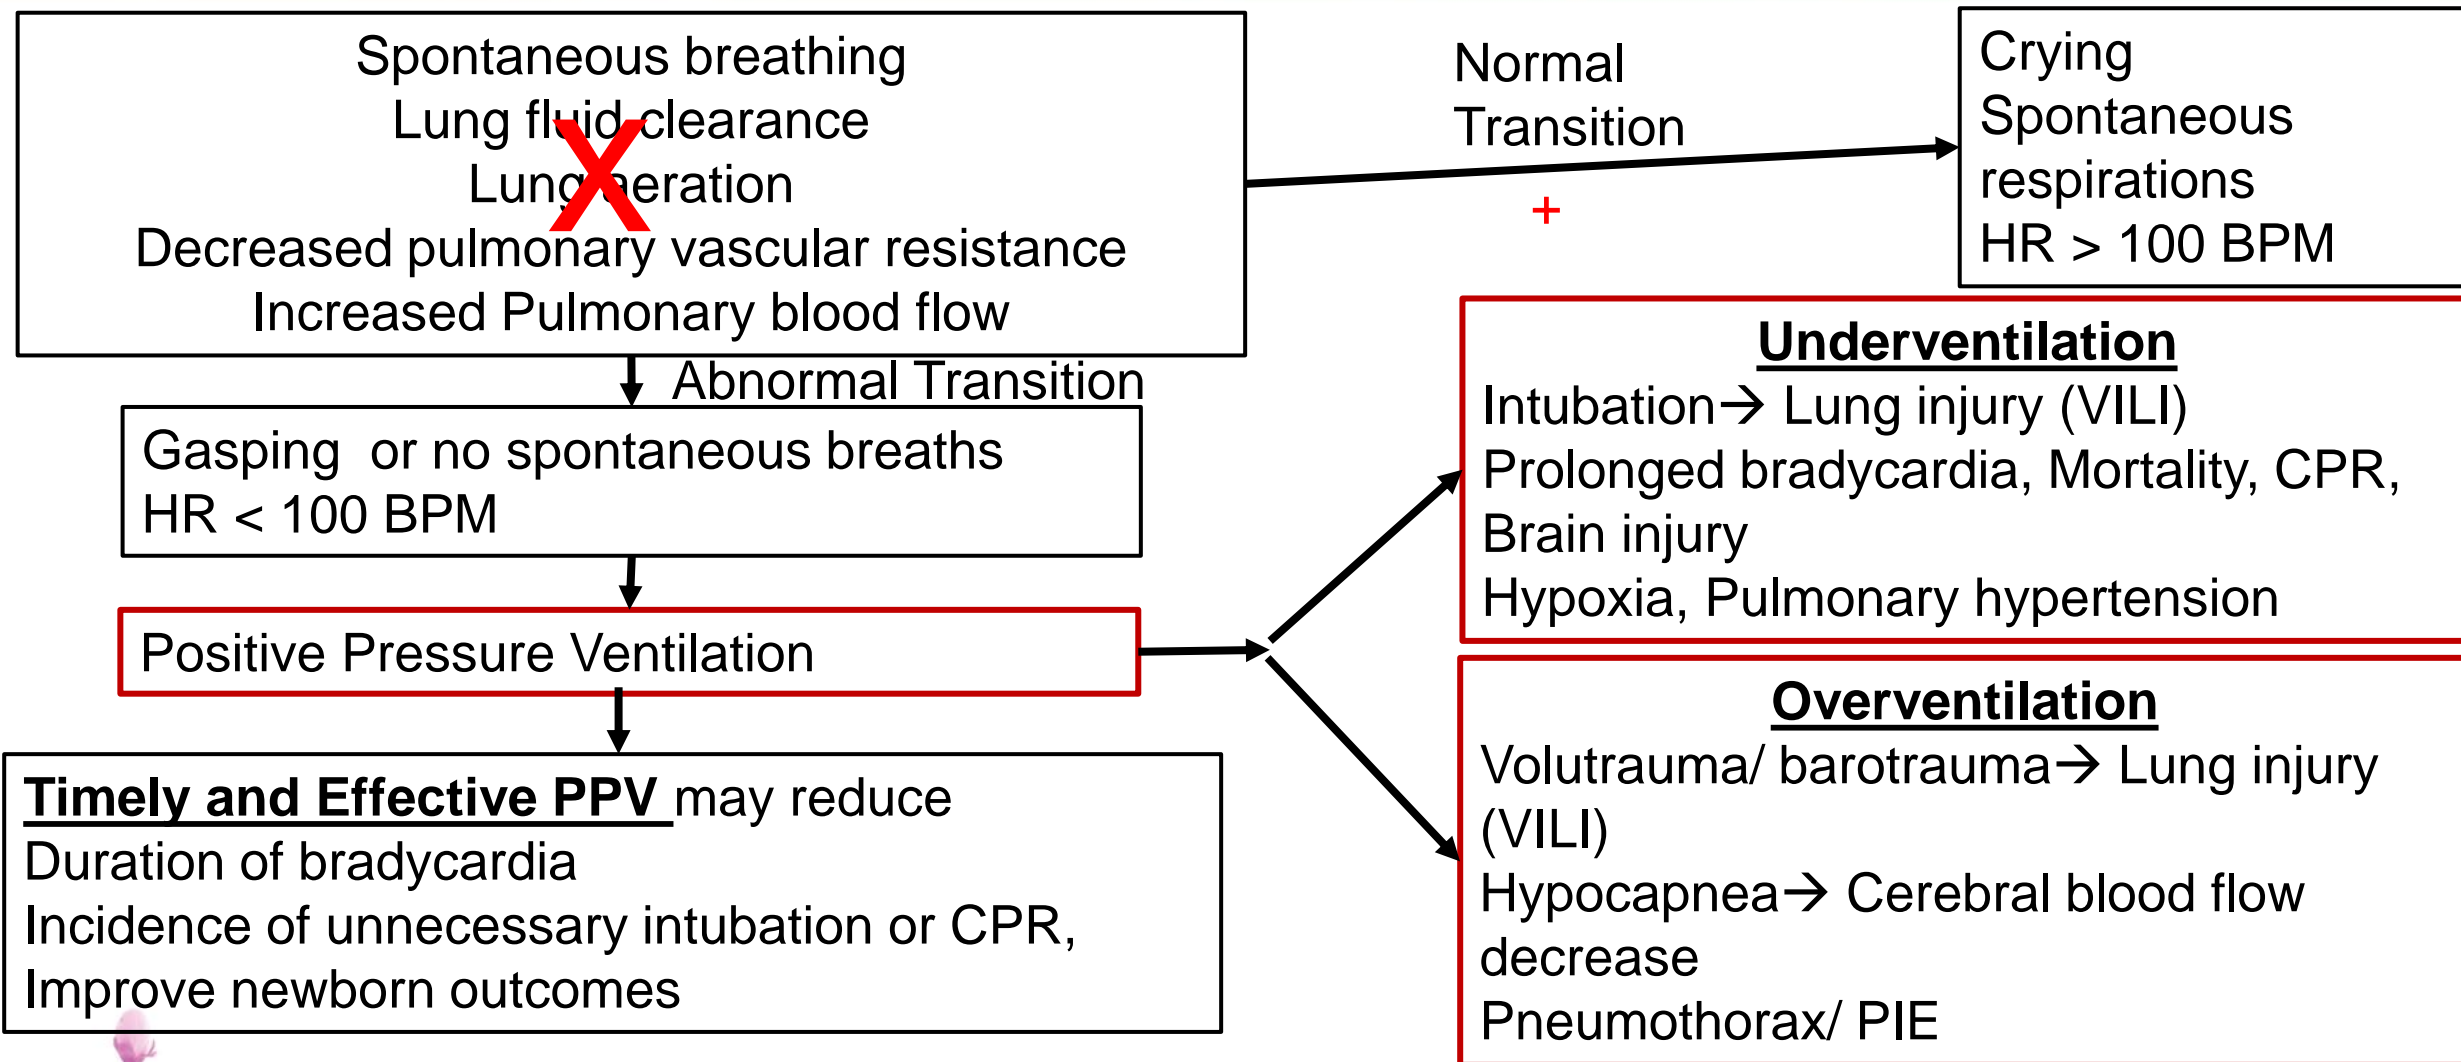 Spontaneous breathing
Lung fluid clearance
Lung aeration
Decreased pulmonary vascular resistance
Increased Pulmonary blood flow
X
Normal
Transition
+
Crying
Spontaneous
respirations
HR > 100 BPM
Abnormal Transition
Gasping or no spontaneous breaths
HR < 100 BPM
Positive Pressure Ventilation
Timely and Effective PPV may reduce
Duration of bradycardia
Incidence of unnecessary intubation or CPR,
Improve newborn outcomes
Underventilation
Intubation→ Lung injury (VILI)
Prolonged bradycardia, Mortality, CPR,
Brain injury
Hypoxia, Pulmonary hypertension
Overventilation
Volutrauma/ barotrauma→ Lung injury
(VILI)
Hypocapnea→ Cerebral blood flow
decrease
Pneumothorax/ PIE